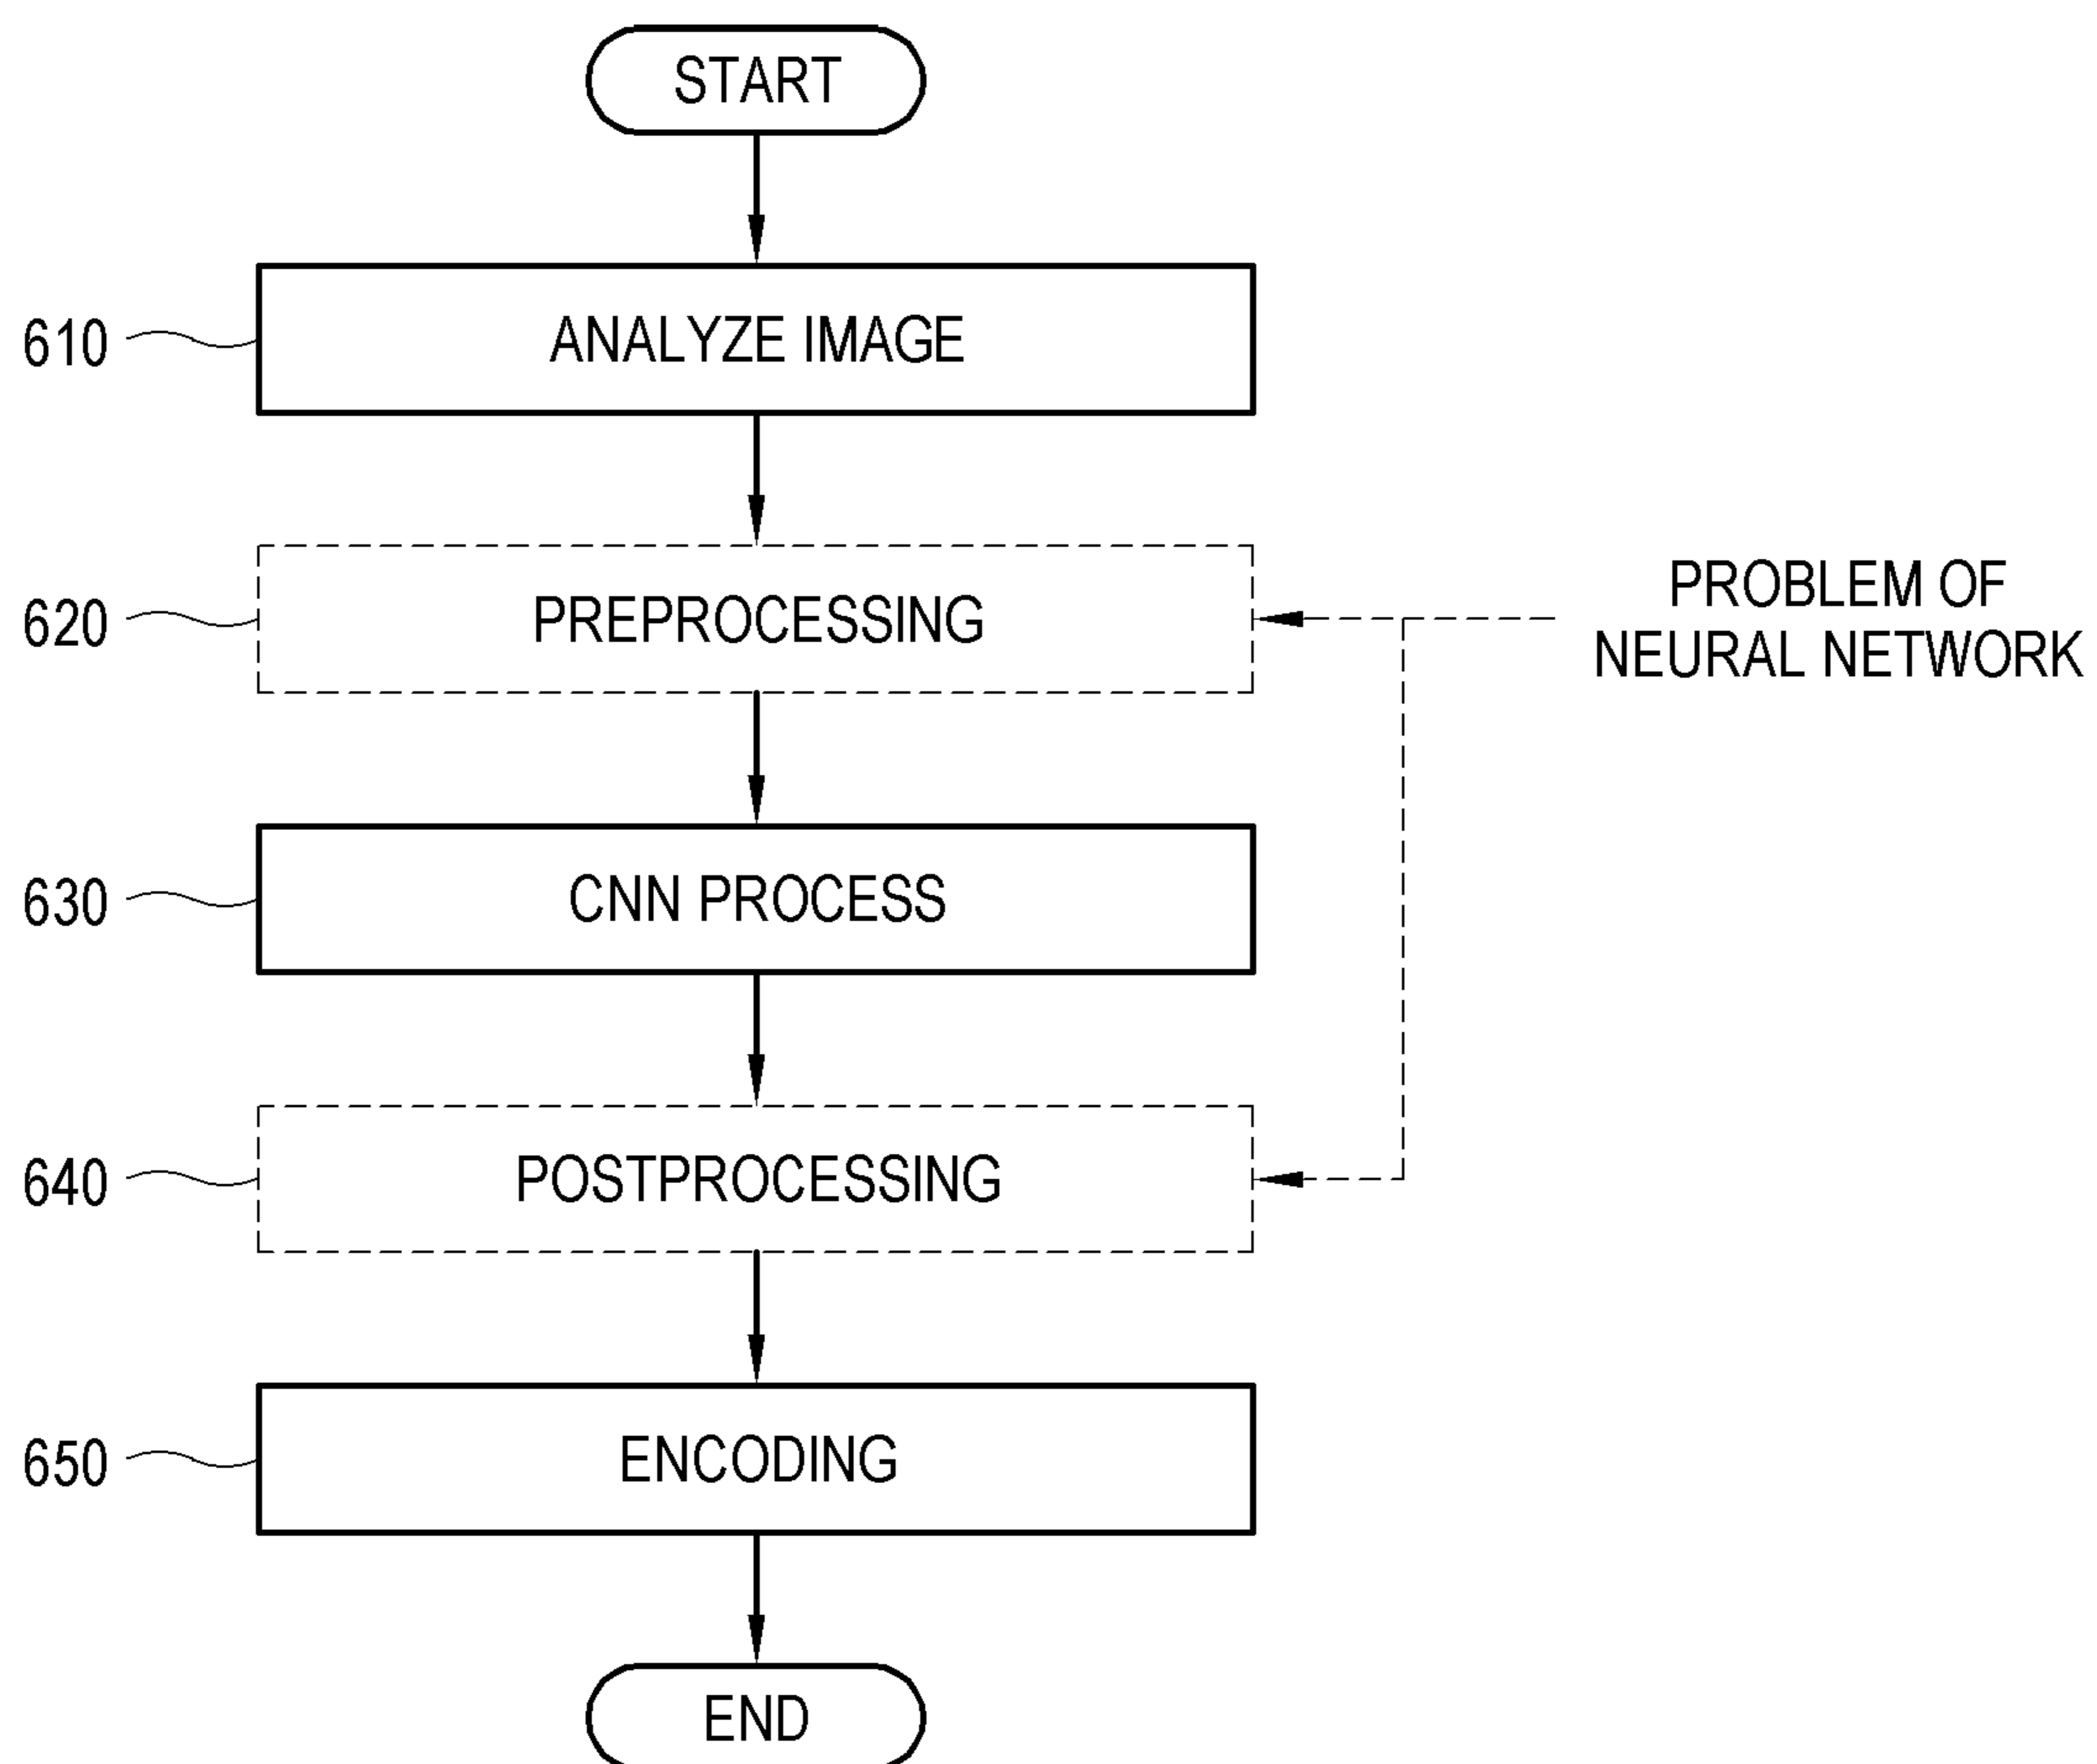 START
610
ANALYZE IMAGE
620
PREPROCESSING
PROBLEM OF
NEURAL NETWORK
630
CNN PROCESS
640
POSTPROCESSING
650
ENCODING
END